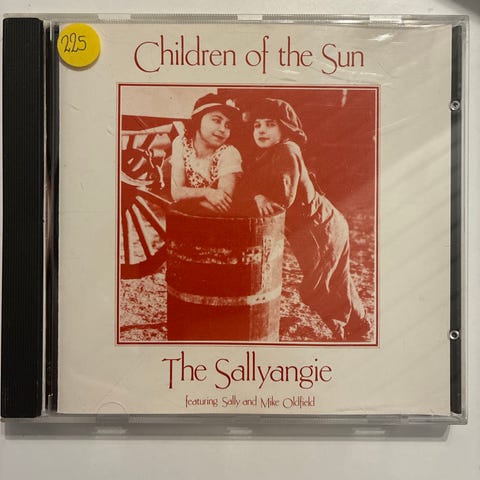 225
Children of the Sun
The Sallyangie
featuring Sally and Mike Oldfield